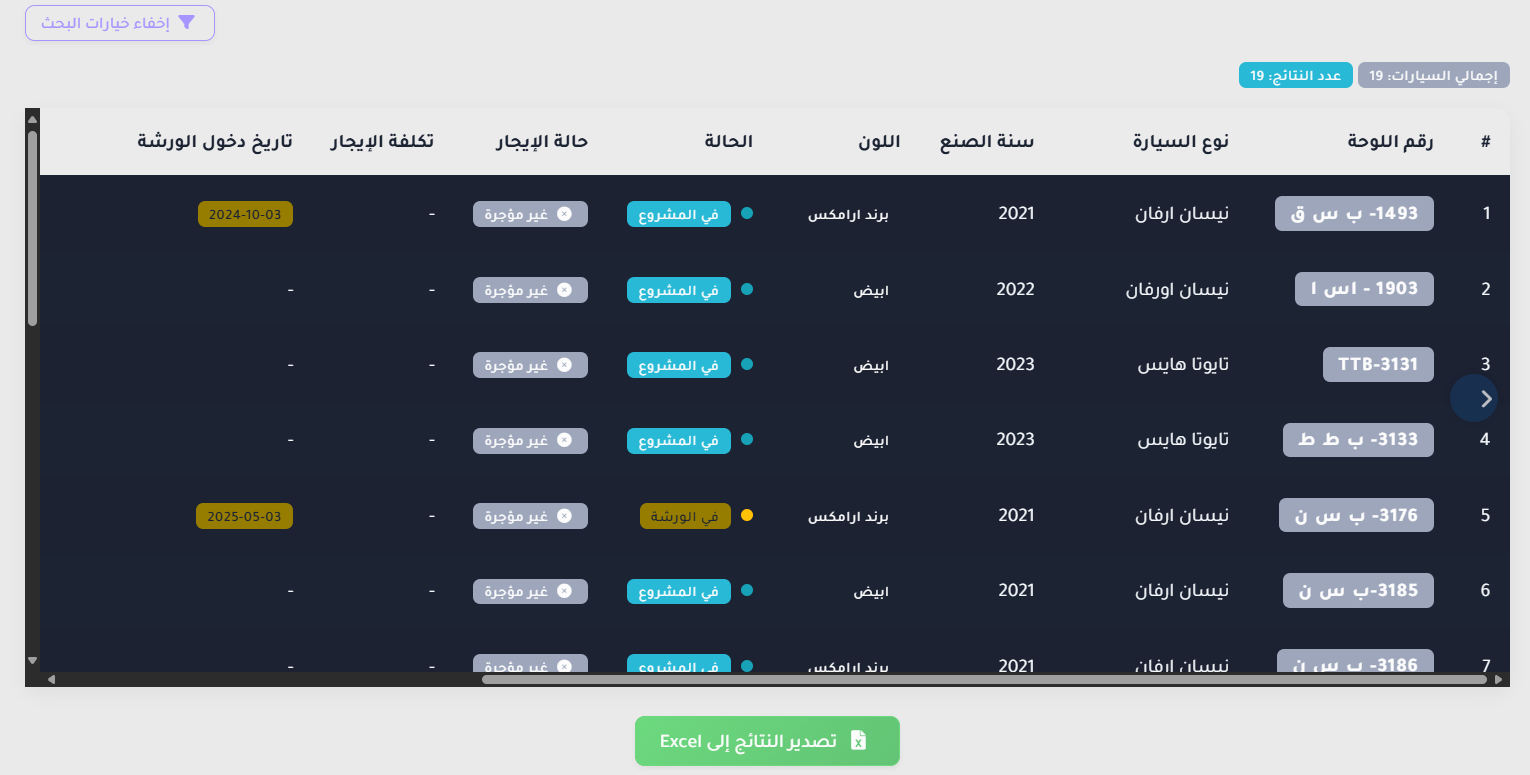 إخفاء خيارات البحث
إجمالي السيارات: 19 عدد النتائج: 19
# رقم اللوحة نوع السيارة سنة الصنع اللون الحالة حالة الإيجار تكلفة الإيجار تاريخ دخول الورشة
1 1493- ب س ق نيسان ارفان 2021 برند ارامكس في المشروع غير مؤجرة - 2024-10-03
2 1903 - اس ا نيسان اورفان 2022 ابيض في المشروع غير مؤجرة - -
3 TTB-3131 تايوتا هايس 2023 ابيض في المشروع غير مؤجرة - -
4 3133- ب ط ط تايوتا هايس 2023 ابيض في المشروع غير مؤجرة - -
5 3176- ب س ن نيسان ارفان 2021 برند ارامكس في الورشة غير مؤجرة - 2025-05-03
6 3185-ب س ن نيسان ارفان 2021 ابيض في المشروع غير مؤجرة - -
7 3186- ب س ن نيسان ارفان 2021 برند ارامكس في المشروع غير مؤجرة - -
تصدير النتائج إلى Excel